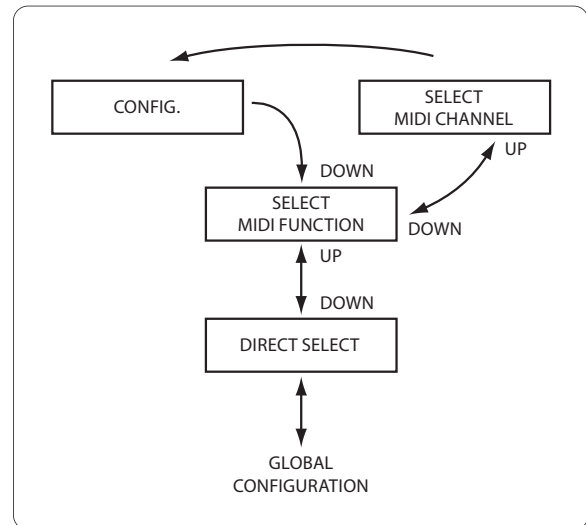 CONFIG.
SELECT
MIDI CHANNEL
UP
DOWN
SELECT
MIDI FUNCTION
DOWN
UP
DOWN
DIRECT SELECT
GLOBAL
CONFIGURATION